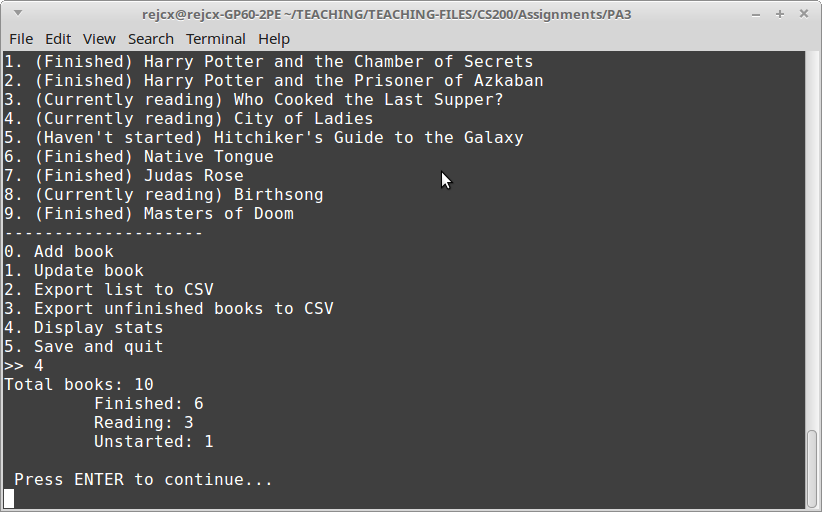 rejcx@rejcx-GP60-2PE ~/TEACHING/TEACHING-FILES/CS200/Assignments/PA3
File Edit View Search Terminal Help
1. (Finished) Harry Potter and the Chamber of Secrets
2. (Finished) Harry Potter and the Prisoner of Azkaban
3. (Currently reading) Who Cooked the Last Supper?
4. (Currently reading) City of Ladies
5. (Haven't started) Hitchiker's Guide to the Galaxy
6. (Finished) Native Tongue
7. (Finished) Judas Rose
8. (Currently reading) Birthsong
9. (Finished) Masters of Doom
--------------------
0. Add book
1. Update book
2. Export list to CSV
3. Export unfinished books to CSV
4. Display stats
5. Save and quit
>> 4
Total books: 10
Finished: 6
Reading: 3
Unstarted: 1
Press ENTER to continue...